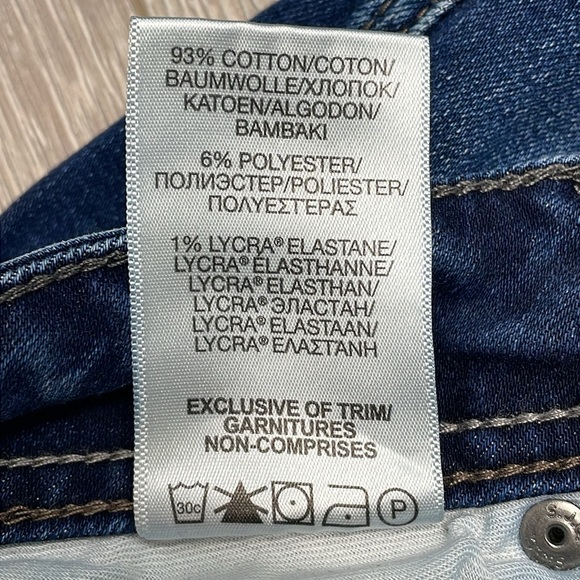 93% COTTON/COTON/
BAUMWOLLE/ХЛОПОК/
KATOEN/ALGODON/
BAMBAKI
6% POLYESTER/
ПОЛИЭСТЕР/POLIESTER/
ΠΟΛΥΕΣΤΕΡΑΣ
1% LYCRA® ELASTANE/
LYCRA® ÉLASTHANNE/
LYCRA® ELASTHAN/
LYCRA® ЭЛАСТАН/
LYCRA® ELASTAAN/
LYCRA® ΕΛΑΣΤΑΝΗ
EXCLUSIVE OF TRIM/
GARNITURES
NON-COMPRISES
30c P